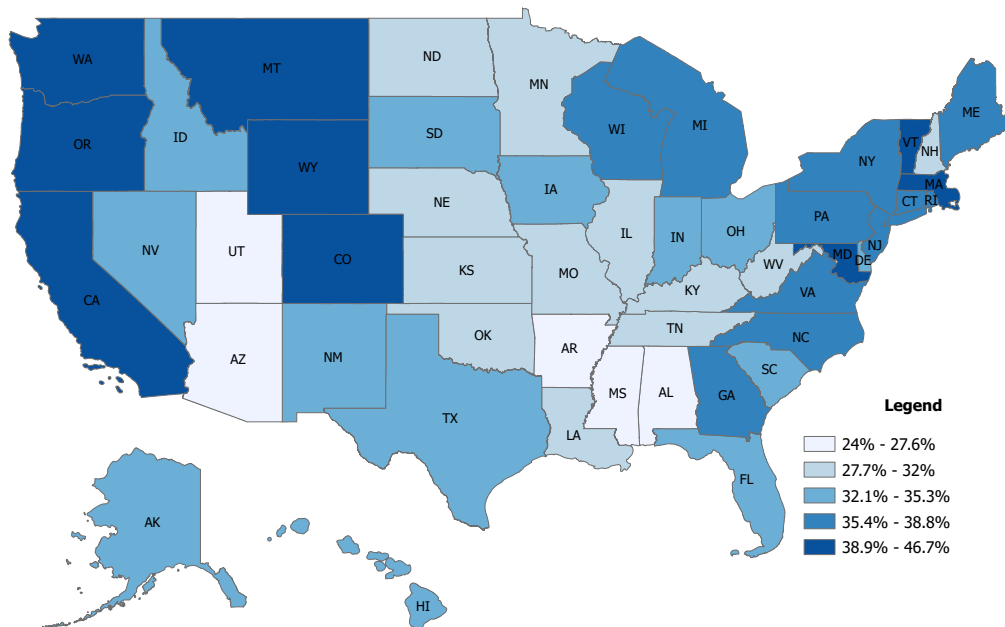 WA
MT
ND
MN
ME
OR
ID
WY
SD
WI
MI
VT
NH
NY
MA
CT
RI
NV
UT
CO
NE
IA
IL
IN
OH
PA
NJ
MD
DE
CA
KS
MO
WV
KY
VA
AZ
NM
OK
AR
TN
NC
SC
TX
LA
MS
AL
GA
FL
AK
HI
Legend
24% - 27.6%
27.7% - 32%
32.1% - 35.3%
35.4% - 38.8%
38.9% - 46.7%